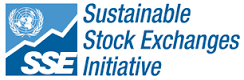 Sustainable
Stock Exchanges
Initiative
SSE